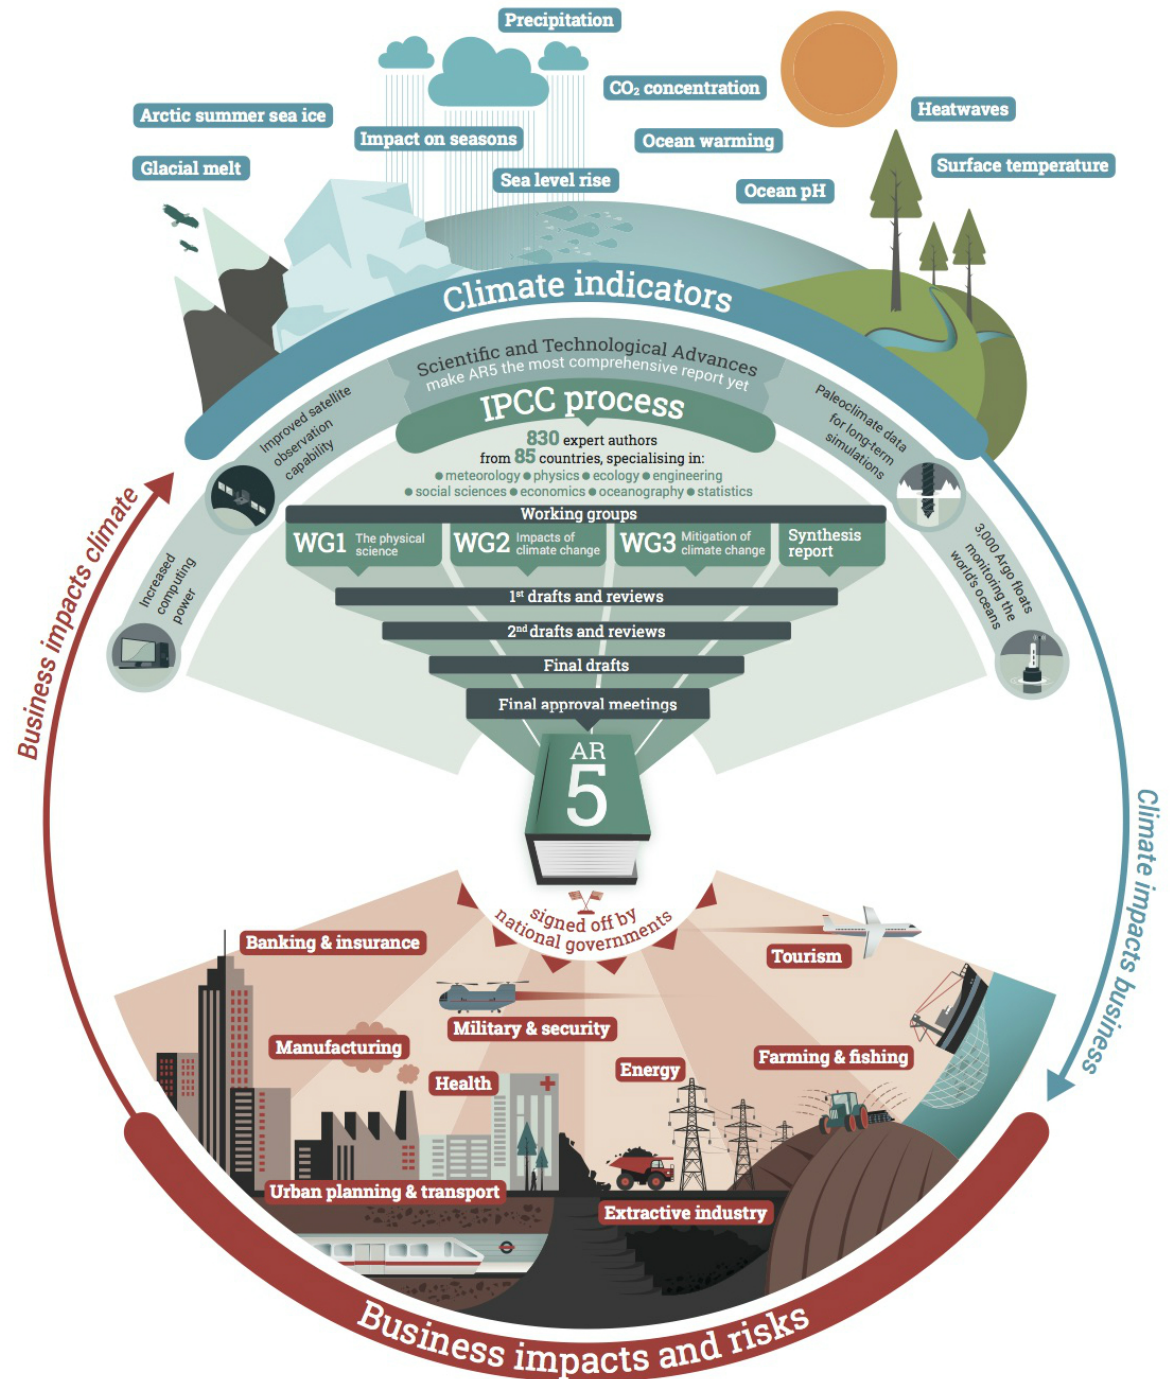 Precipitation
CO₂ concentration
Heatwaves
Arctic summer sea ice
Impact on seasons
Ocean warming
Glacial melt
Sea level rise
Surface temperature
Ocean pH
Climate indicators
Scientific and Technological Advances
make AR5 the most comprehensive report yet
IPCC process
830 expert authors
from 85 countries, specialising in:
● meteorology ● physics ● ecology ● engineering
● social sciences ● economics ● oceanography ● statistics
Improved satellite
observation
capability
Increased
computing
power
Paleoclimate data
for long-term
simulations
3,000 Argo floats
monitoring the
world's oceans
Working groups
WG1 The physical
science
WG2 Impacts of
climate change
WG3 Mitigation of
climate change
Synthesis
report
1st drafts and reviews
2nd drafts and reviews
Final drafts
Final approval meetings
AR
5
signed off by
national governments
Business impacts climate
Climate impacts business
Banking & insurance
Tourism
Military & security
Manufacturing
Health
Energy
Farming & fishing
Urban planning & transport
Extractive industry
Business impacts and risks